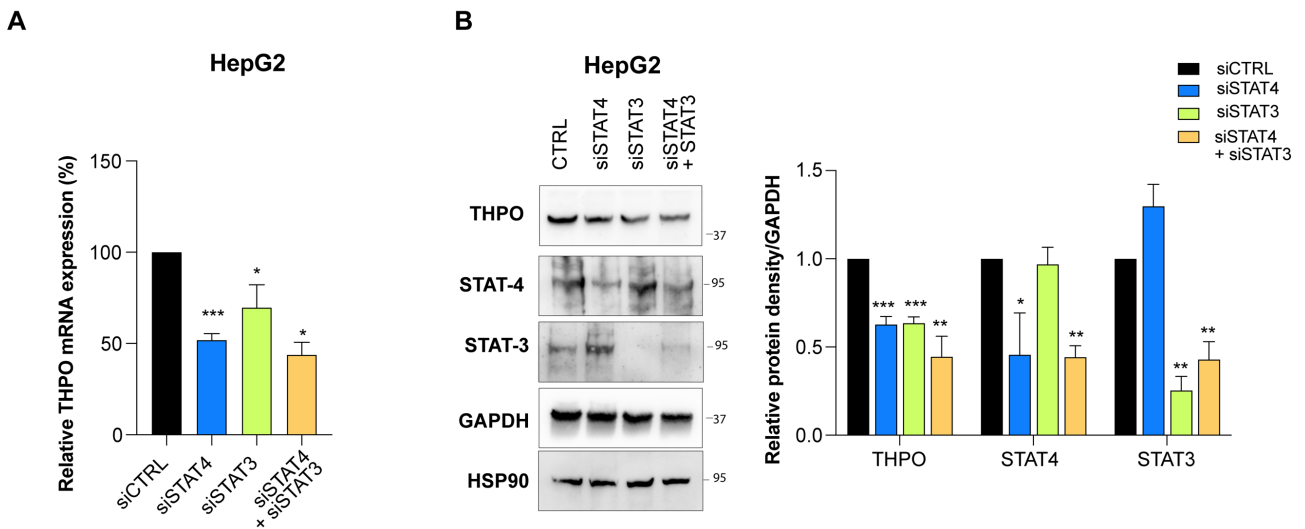 A
B
HepG2
Relative THPO mRNA expression (%)
150
100
50
0
***
*
*
siCTRL
siSTAT4
siSTAT3
siSTAT4
+ siSTAT3
HepG2
CTRL
siSTAT4
siSTAT3
siSTAT4
+ STAT3
THPO
-37
STAT-4
-95
STAT-3
-95
GAPDH
-37
HSP90
- 95
siCTRL
siSTAT4
siSTAT3
siSTAT4
+ siSTAT3
Relative protein density/GAPDH
1.5
1.0
0.5
0.0
*** *** **
* **
** **
THPO STAT4 STAT3